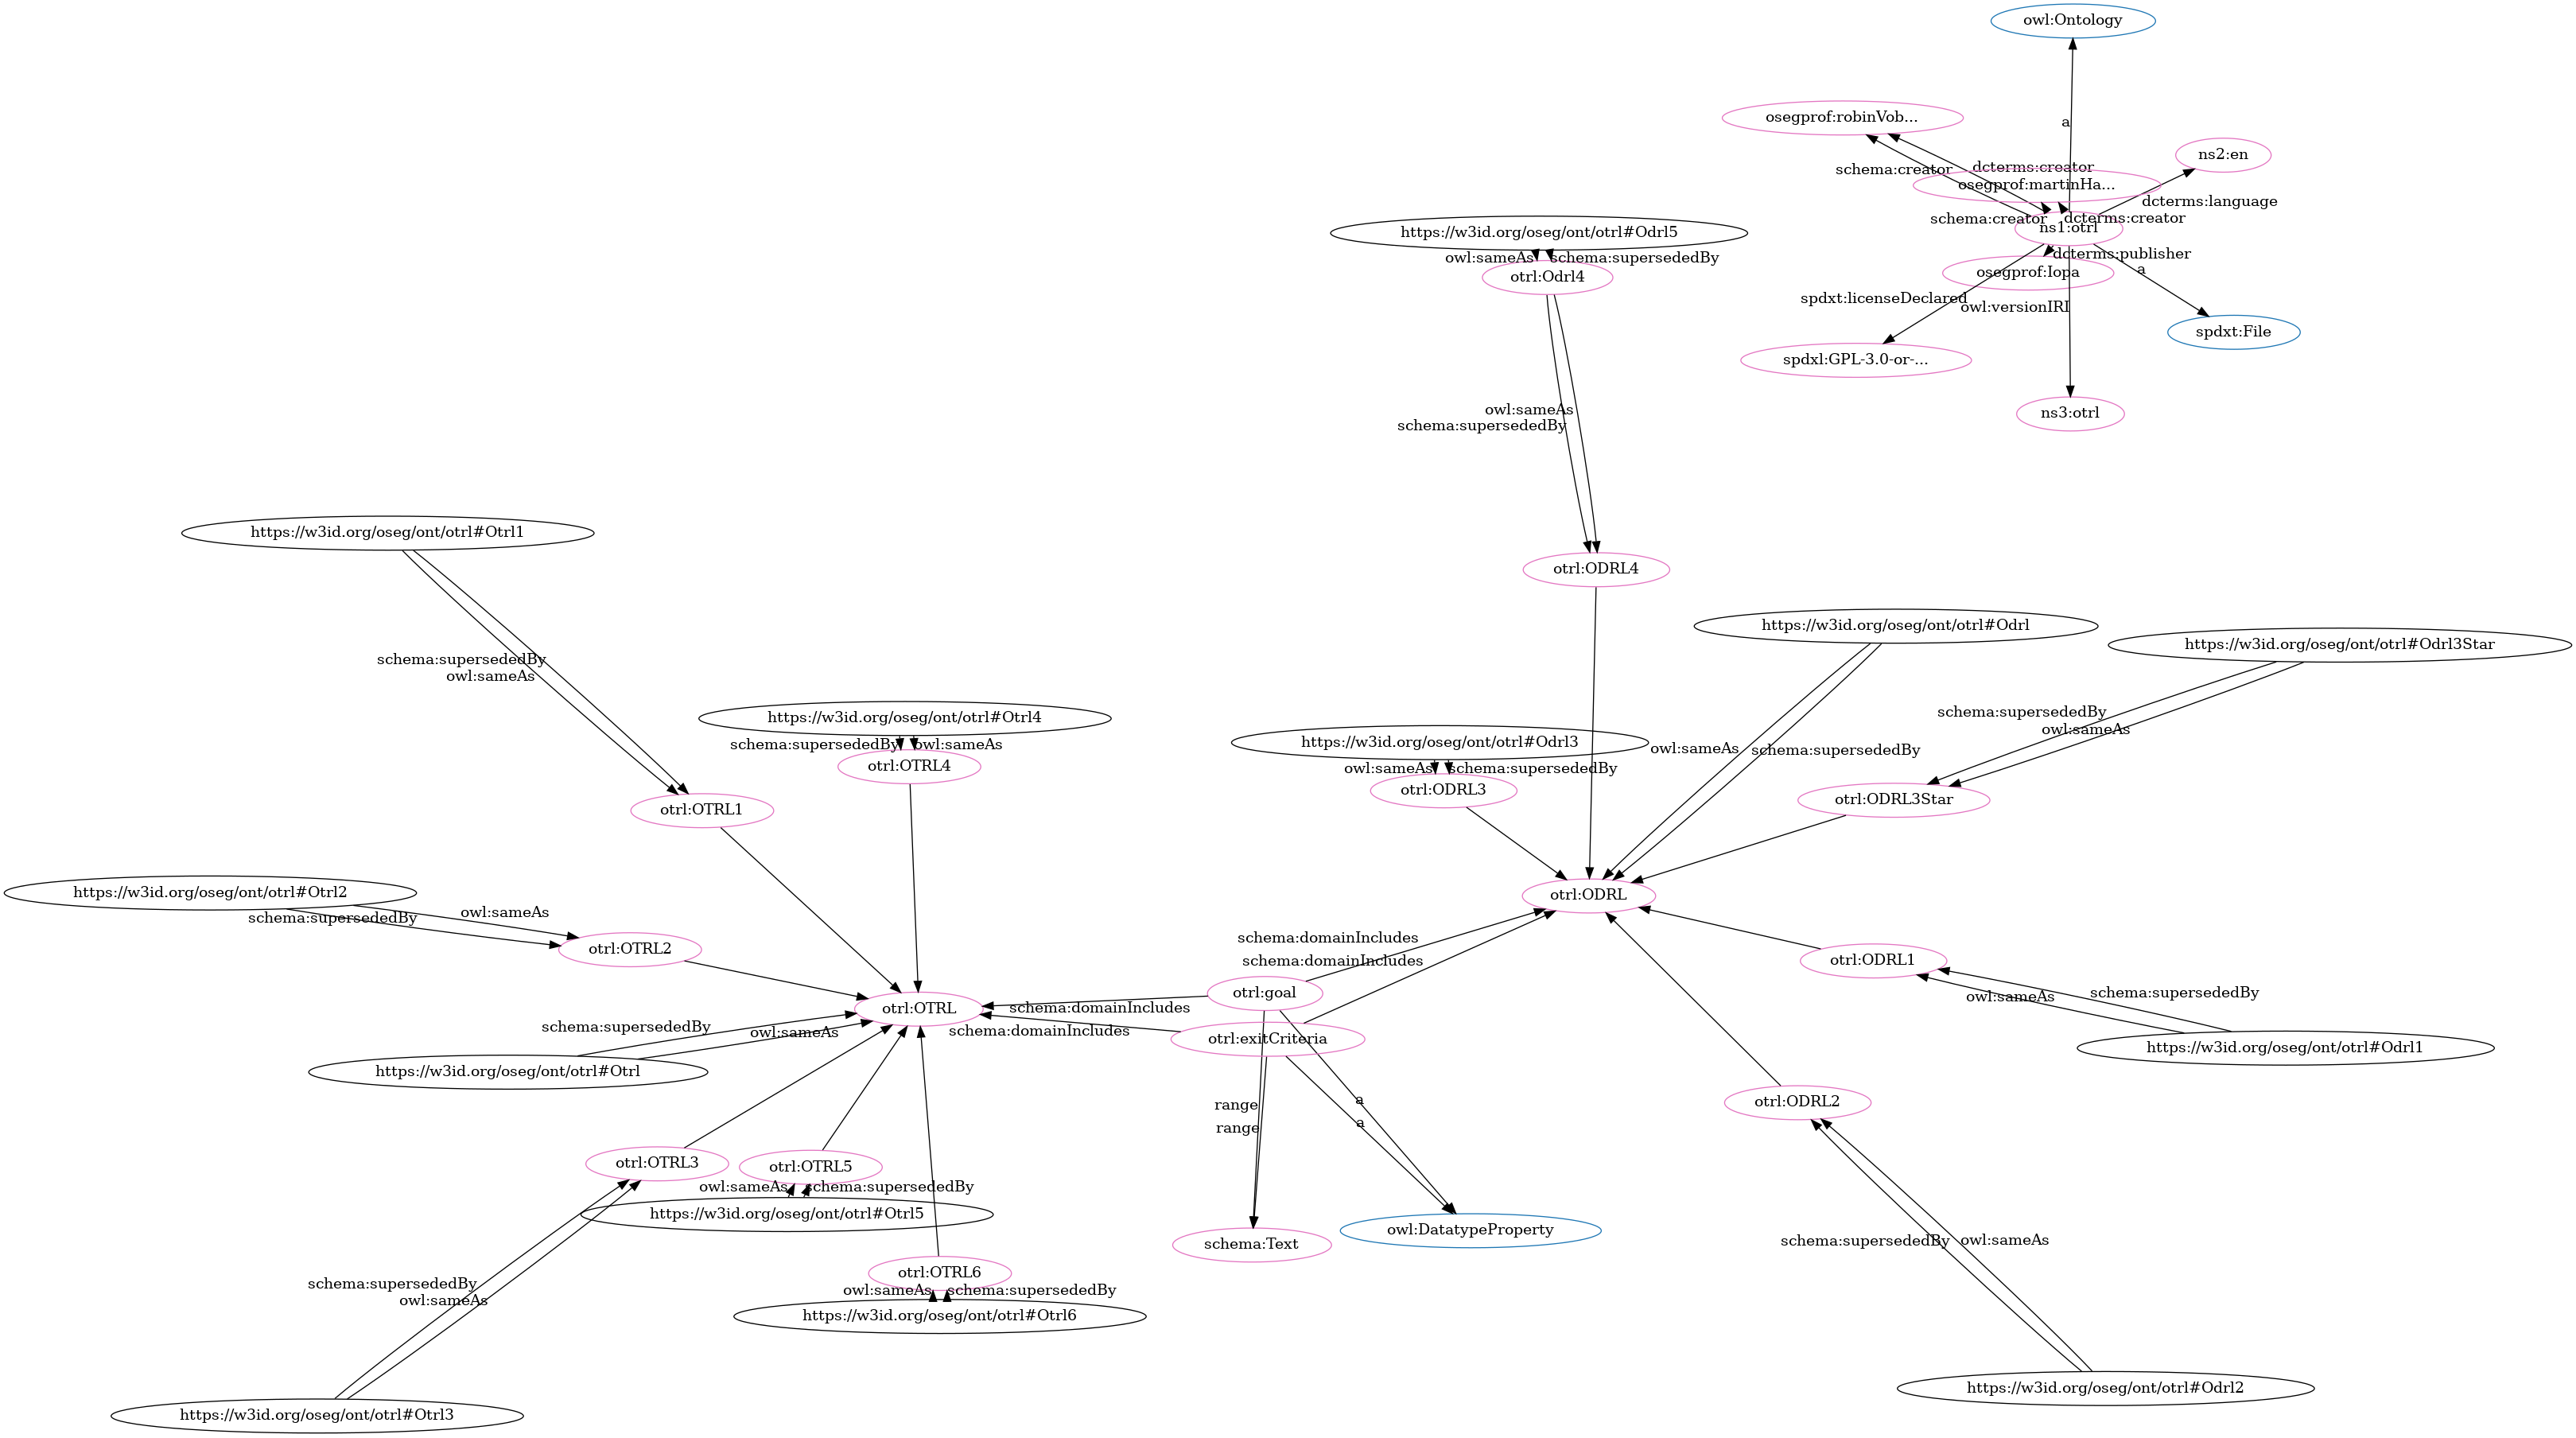 owl:Ontology
osegprof:robinVob...
a
ns2:en
schema:creator
dcterms:creator
osegprof:martinHa...
dcterms:language
schema:creator
dcterms:creator
ns1:otrl
https://w3id.org/oseg/ont/otrl#Odrl5
dcterms:publisher
owl:sameAs
schema:supersededBy
a
osegprof:Iopa
otrl:Odrl4
spdxt:licenseDeclared
owl:versionIRI
spdxt:File
spdxl:GPL-3.0-or-...
ns3:otrl
owl:sameAs
schema:supersededBy
https://w3id.org/oseg/ont/otrl#Otrl1
otrl:ODRL4
https://w3id.org/oseg/ont/otrl#Odrl
https://w3id.org/oseg/ont/otrl#Odrl3Star
schema:supersededBy
owl:sameAs
https://w3id.org/oseg/ont/otrl#Otrl4
schema:supersededBy
owl:sameAs
https://w3id.org/oseg/ont/otrl#Odrl3
schema:supersededBy
owl:sameAs
owl:sameAs
schema:supersededBy
otrl:OTRL4
owl:sameAs
schema:supersededBy
otrl:ODRL3
otrl:ODRL3Star
otrl:OTRL1
https://w3id.org/oseg/ont/otrl#Otrl2
otrl:ODRL
owl:sameAs
schema:supersededBy
otrl:OTRL2
schema:domainIncludes
schema:domainIncludes
otrl:ODRL1
otrl:goal
owl:sameAs
schema:supersededBy
otrl:OTRL
schema:domainIncludes
schema:supersededBy
owl:sameAs
schema:domainIncludes
otrl:exitCriteria
https://w3id.org/oseg/ont/otrl#Odrl1
https://w3id.org/oseg/ont/otrl#Otrl
range
a
otrl:ODRL2
range
a
otrl:OTRL3
otrl:OTRL5
owl:sameAs
schema:supersededBy
https://w3id.org/oseg/ont/otrl#Otrl5
owl:DatatypeProperty
schema:Text
schema:supersededBy
owl:sameAs
otrl:OTRL6
schema:supersededBy
owl:sameAs
owl:sameAs
schema:supersededBy
https://w3id.org/oseg/ont/otrl#Otrl6
https://w3id.org/oseg/ont/otrl#Odrl2
https://w3id.org/oseg/ont/otrl#Otrl3